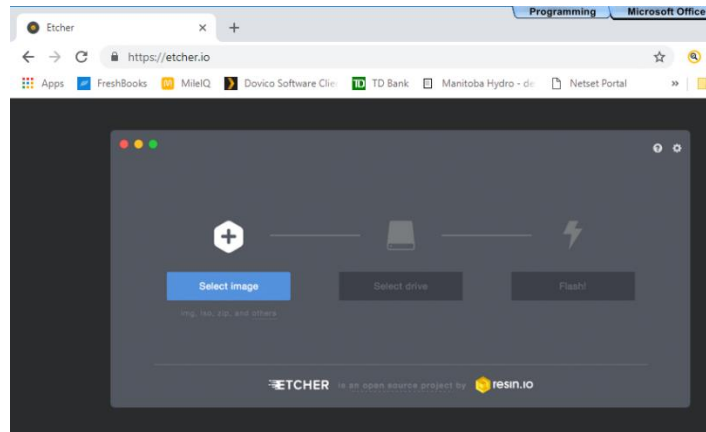 Programming Microsoft Office
Etcher
https://etcher.io
Apps FreshBooks MileIQ Dovico Software Clie TD TD Bank Manitoba Hydro - de Netset Portal »
Select image Select drive Flash!
img, iso, zip, and others
ETCHER is an open source project by resin.io